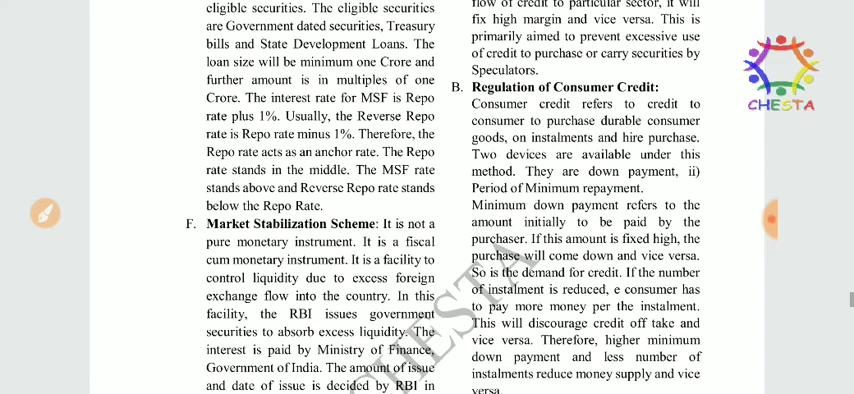 eligible securities. The eligible securities
are Government dated securities, Treasury
bills and State Development Loans. The
loan size will be minimum one Crore and
further amount is in multiples of one
Crore. The interest rate for MSF is Repo
rate plus 1%. Usually, the Reverse Repo
rate is Repo rate minus 1%. Therefore, the
Repo rate acts as an anchor rate. The Repo
rate stands in the middle. The MSF rate
stands above and Reverse Repo rate stands
below the Repo Rate.
F. Market Stabilization Scheme: It is not a
pure monetary instrument. It is a fiscal
cum monetary instrument. It is a facility to
control liquidity due to excess foreign
exchange flow into the country. In this
facility, the RBI issues government
securities to absorb excess liquidity. The
interest is paid by Ministry of Finance,
Government of India. The amount of issue
and date of issue is decided by RBI in
flow of credit to particular sector, it will
fix high margin and vice versa. This is
primarily aimed to prevent excessive use
of credit to purchase or carry securities by
Speculators.
B. Regulation of Consumer Credit:
Consumer credit refers to credit to
consumer to purchase durable consumer
goods, on instalments and hire purchase.
Two devices are available under this
method. They are down payment, ii)
Period of Minimum repayment.
Minimum down payment refers to the
amount initially to be paid by the
purchaser. If this amount is fixed high, the
purchase will come down and vice versa.
So is the demand for credit. If the number
of instalment is reduced, e consumer has
to pay more money per the instalment.
This will discourage credit off take and
vice versa. Therefore, higher minimum
down payment and less number of
instalments reduce money supply and vice
versa.
CHESTA
CHESTA